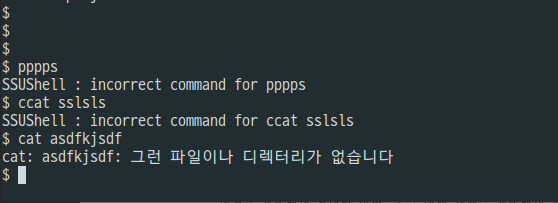 $
$
$
$ pppps
SSUShell : incorrect command for pppps
$ ccat sslsls
SSUShell : incorrect command for ccat sslsls
$ cat asdfkjsdf
cat: asdfkjsdf: 그런 파일이나 디렉터리가 없습니다
$